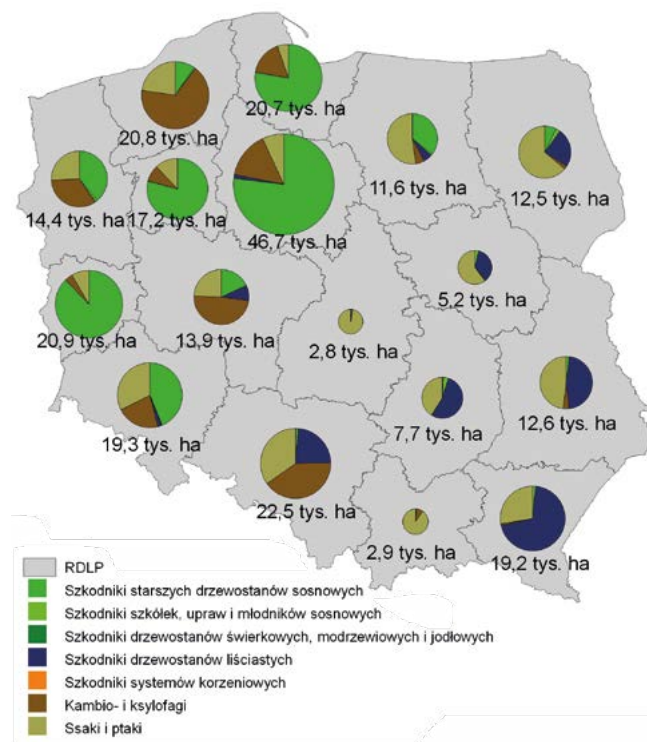 20,7 tys. ha
20,8 tys. ha
11,6 tys. ha
12,5 tys. ha
14,4 tys. ha
17,2 tys. ha
46,7 tys. ha
5,2 tys. ha
20,9 tys. ha
13,9 tys. ha
2,8 tys. ha
7,7 tys. ha
12,6 tys. ha
19,3 tys. ha
22,5 tys. ha
2,9 tys. ha
19,2 tys. ha
RDLP
Szkodniki starszych drzewostanów sosnowych
Szkodniki szkółek, upraw i młodników sosnowych
Szkodniki drzewostanów świerkowych, modrzewiowych i jodłowych
Szkodniki drzewostanów liściastych
Szkodniki systemów korzeniowych
Kambio- i ksylofagi
Ssaki i ptaki